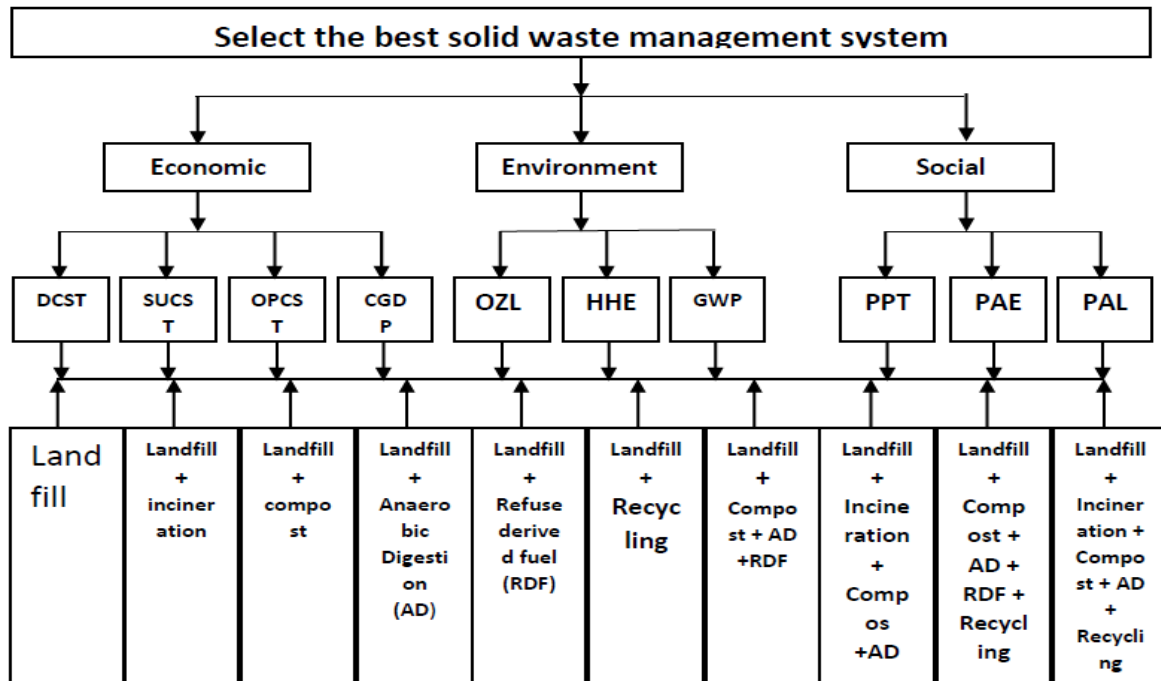 Select the best solid waste management system
Economic
Environment
Social
DCST
SUCS
T
OPCS
T
CGD
P
OZL
HHE
GWP
PPT
PAE
PAL
Land
fill
Landfill
+
inciner
ation
Landfill
+
compo
st
Landfill
+
Anaero
bic
Digesti
on
(AD)
Landfill
+
Refuse
derive
d fuel
(RDF)
Landfill
+
Recyc
ling
Landfill
+
Compo
st + AD
+RDF
Landfill
+
Incine
ration
+
Comp
os
+AD
Landfill
+
Comp
ost +
AD +
RDF +
Recycl
ing
Landfill
+
Inciner
ation +
Compo
st + AD
+
Recycli
ng